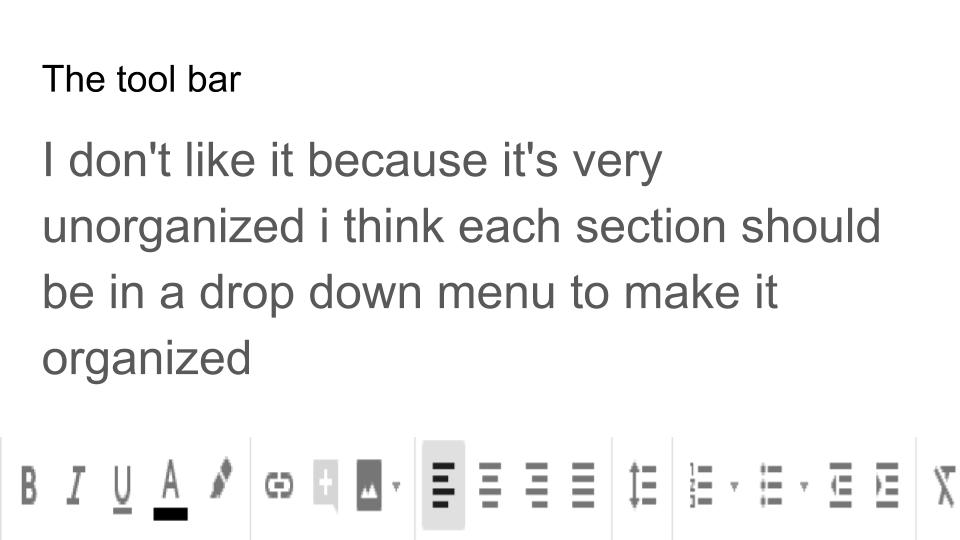 The tool bar
I don't like it because it's very
unorganized i think each section should
be in a drop down menu to make it
organized
B I U A